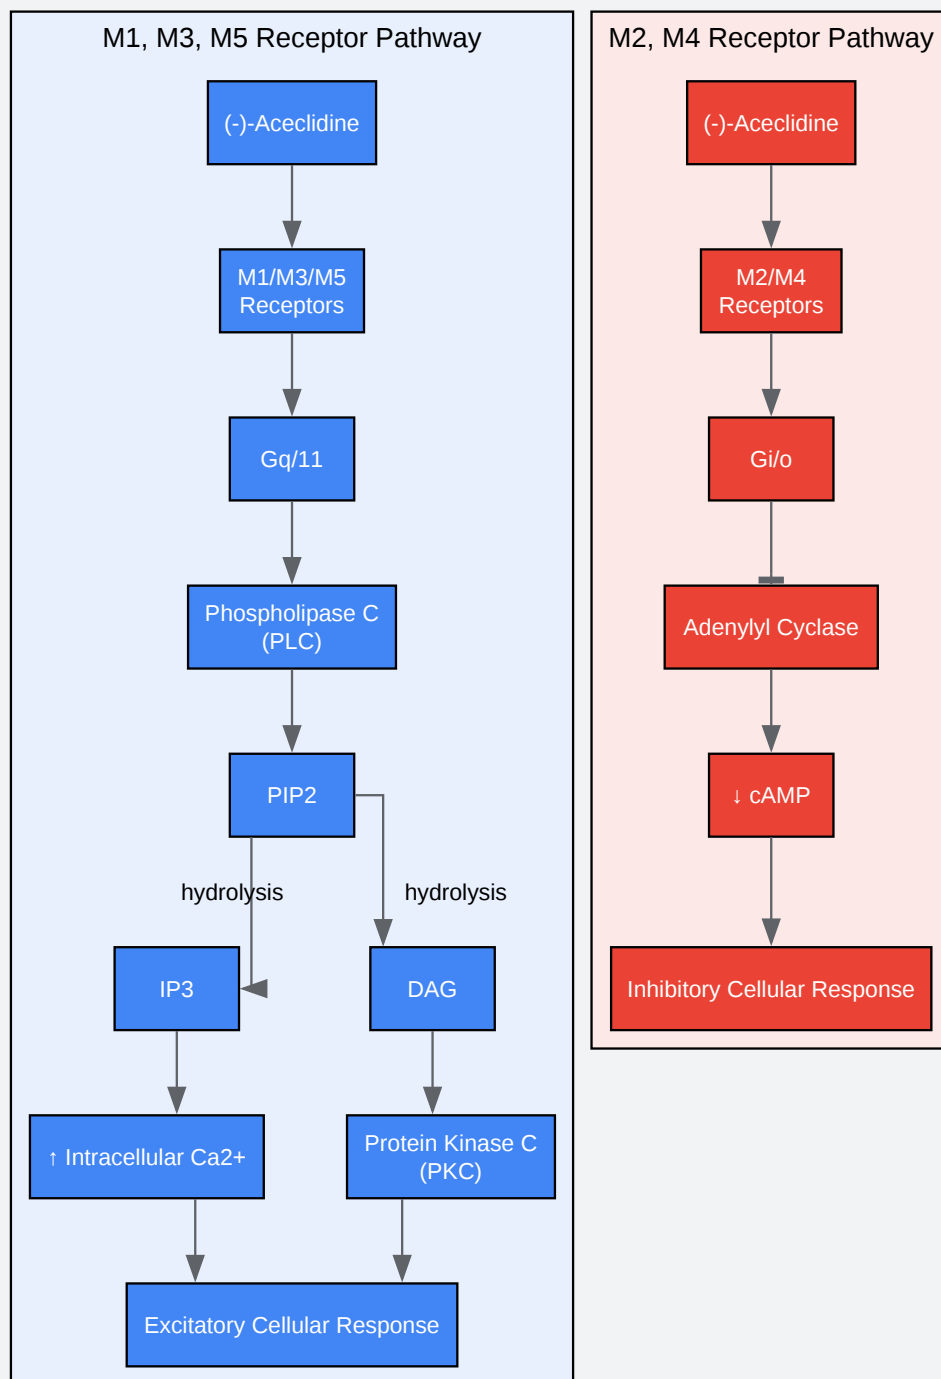 M1, M3, M5 Receptor Pathway
(-)-Aceclidine
M1/M3/M5
Receptors
Gq/11
Phospholipase C
(PLC)
PIP2
hydrolysis
hydrolysis
IP3
DAG
↑ Intracellular Ca2+
Protein Kinase C
(PKC)
Excitatory Cellular Response
M2, M4 Receptor Pathway
(-)-Aceclidine
M2/M4
Receptors
Gi/o
Adenylyl Cyclase
↓ cAMP
Inhibitory Cellular Response